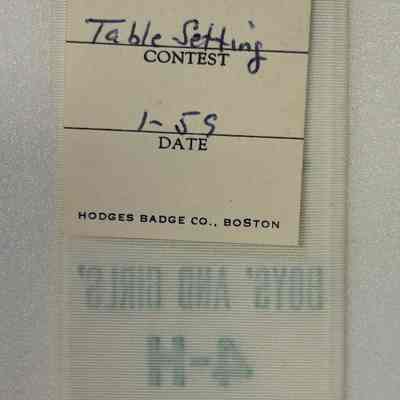 Table Setting
CONTEST
1-59
DATE
HODGES BADGE CO., BOSTON
BOYS' AND GIRLS'
4-H